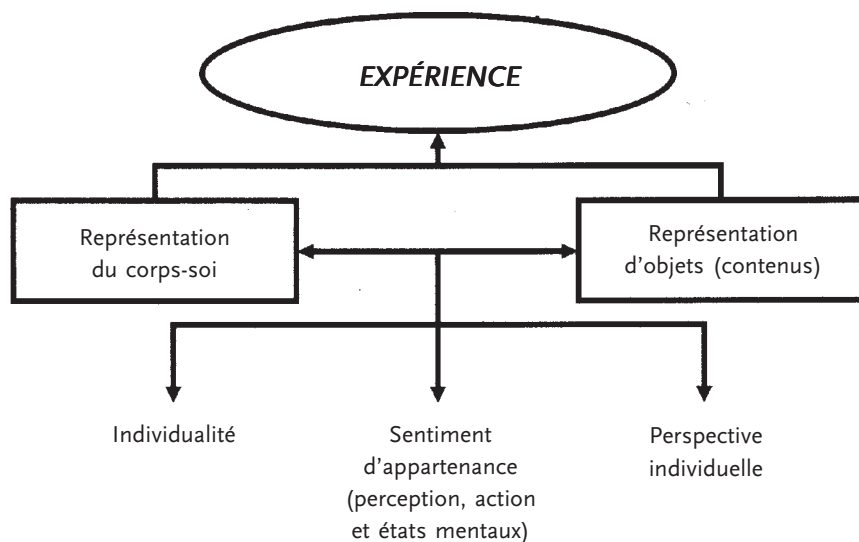 EXPÉRIENCE
Représentation
du corps-soi
Représentation
d'objets (contenus)
Individualité
Sentiment
d'appartenance
(perception, action
et états mentaux)
Perspective
individuelle